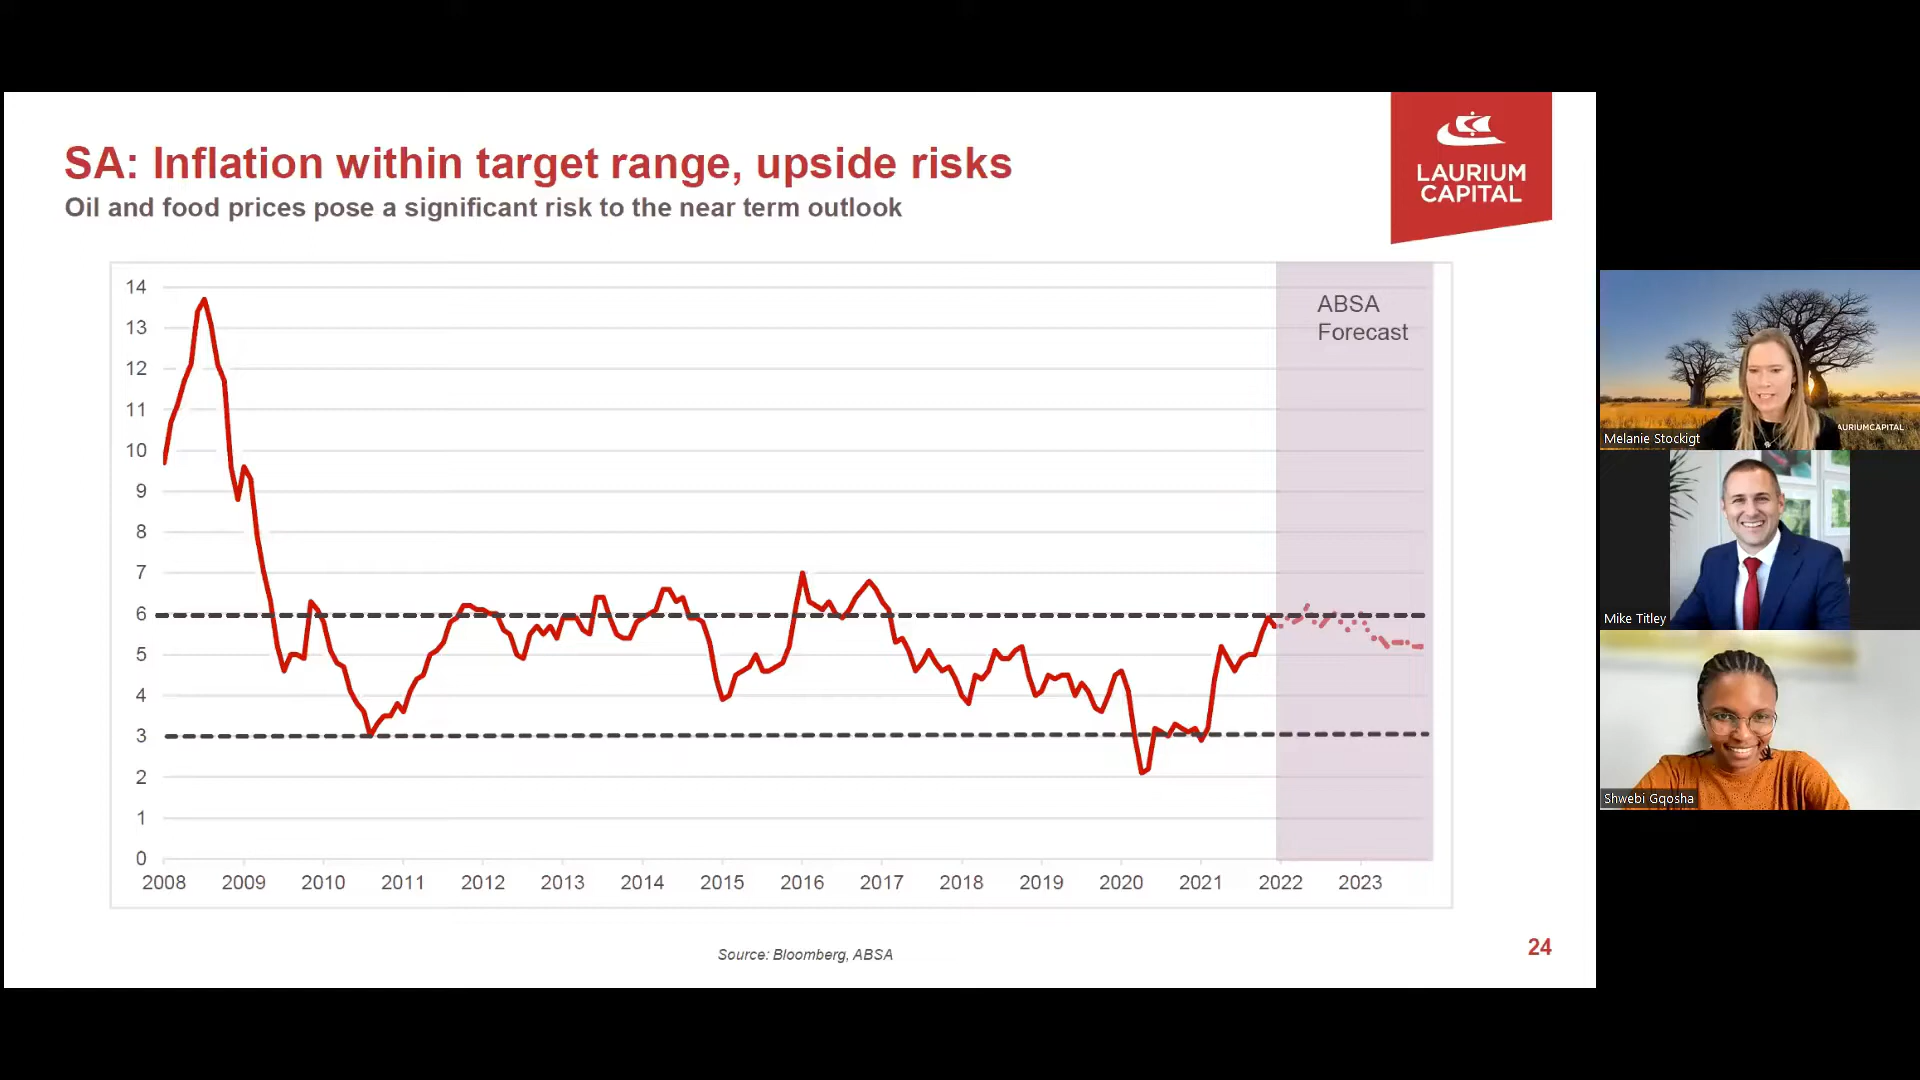 SA: Inflation within target range, upside risks
Oil and food prices pose a significant risk to the near term outlook
LAURIUM
CAPITAL
ABSA
Forecast
14
13
12
11
10
9
8
7
6
5
4
3
2
1
0
2008 2009 2010 2011 2012 2013 2014 2015 2016 2017 2018 2019 2020 2021 2022 2023
Source: Bloomberg, ABSA
24
AURIUMCAPITAL
Melanie Stockigt
Mike Titley
Shwebi Gqosha